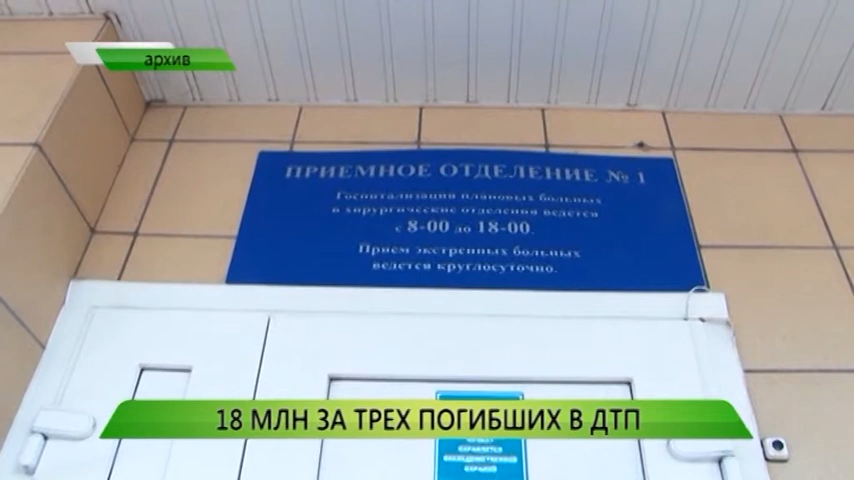 архив
ПРИЕМНОЕ ОТДЕЛЕНИЕ № 1
Госпитализация плановых больных
в хирургические отделения ведется
с 8-00 до 18-00.
Прием экстренных больных
ведется круглосуточно.
18 МЛН ЗА ТРЕХ ПОГИБШИХ В ДТП
ОХРАНЯЕТСЯ